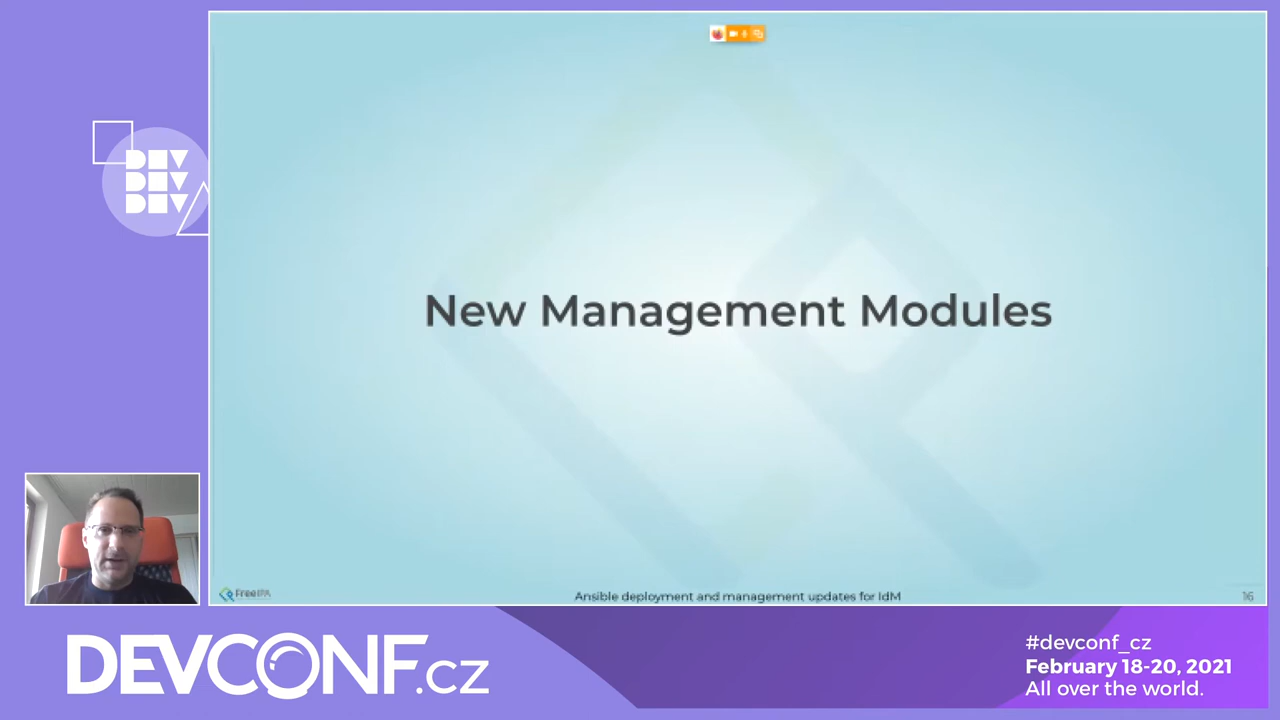 DEV
DEV
DEV
New Management Modules
FreeIPA
Ansible deployment and management updates for IdM
16
DEVCONF.cz
#devconf_cz
February 18-20, 2021
All over the world.